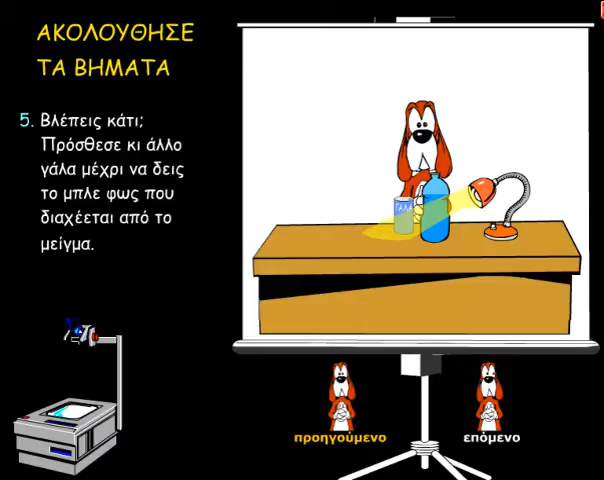 ΑΚΟΛΟΥΘΗΣΕ
ΤΑ ΒΗΜΑΤΑ
5. Βλέπεις κάτι;
Πρόσθεσε κι άλλο
γάλα μέχρι να δεις
το μπλε φως που
διαχέεται από το
μείγμα.
ΓΑΛΑ
προηγούμενο
επόμενο